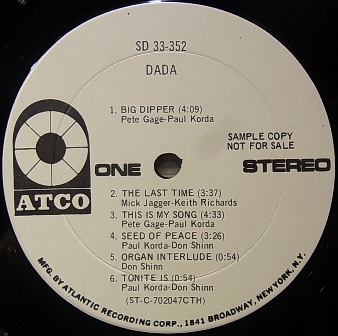 SD 33-352
DADA
1. BIG DIPPER (4:09)
Pete Gage-Paul Korda
SAMPLE COPY
NOT FOR SALE
ATCO
ONE
STEREO
2. THE LAST TIME (3:37)
Mick Jagger-Keith Richards
3. THIS IS MY SONG (4:33)
Pete Gage-Paul Korda
4. SEED OF PEACE (3:26)
Paul Korda-Don Shinn
5. ORGAN INTERLUDE (0:54)
Don Shinn
6. TONITE IS (0:54)
Paul Korda-Don Shinn
(ST-C-702047CTH)
MFG. BY ATLANTIC RECORDING CORP., 1841 BROADWAY, NEW YORK, N.Y.